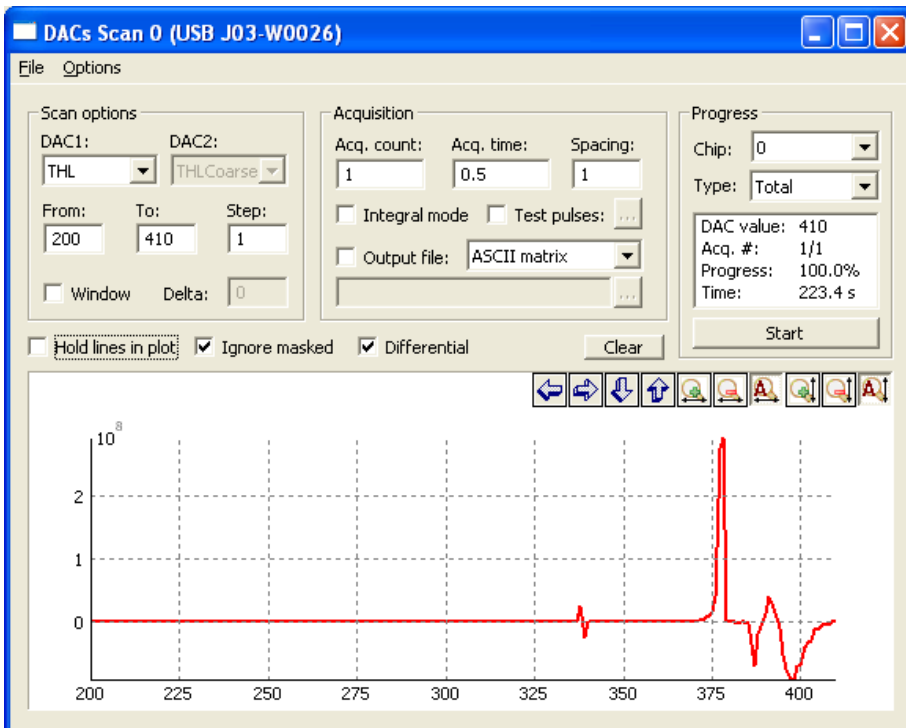 DACs Scan 0 (USB J03-W0026)
File Options
Scan options
DAC1: DAC2:
THL THLCoarse
From: To: Step:
200 410 1
Window Delta: 0
Acquisition
Acq. count: Acq. time: Spacing:
1 0.5 1
Integral mode Test pulses: ...
Output file: ASCII matrix
...
Progress
Chip: 0
Type: Total
DAC value: 410
Acq. #: 1/1
Progress: 100.0%
Time: 223.4 s
Start
Hold lines in plot Ignore masked Differential Clear
A A
10 8
2
1
0
200 225 250 275 300 325 350 375 400